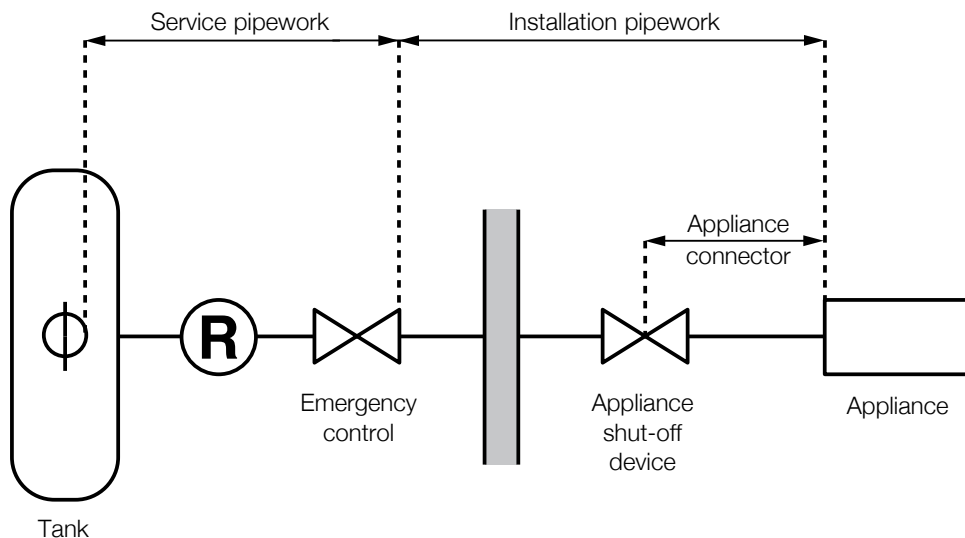 Service pipework
Installation pipework
Appliance
connector
R
Emergency
control
Appliance
shut-off
device
Appliance
Tank